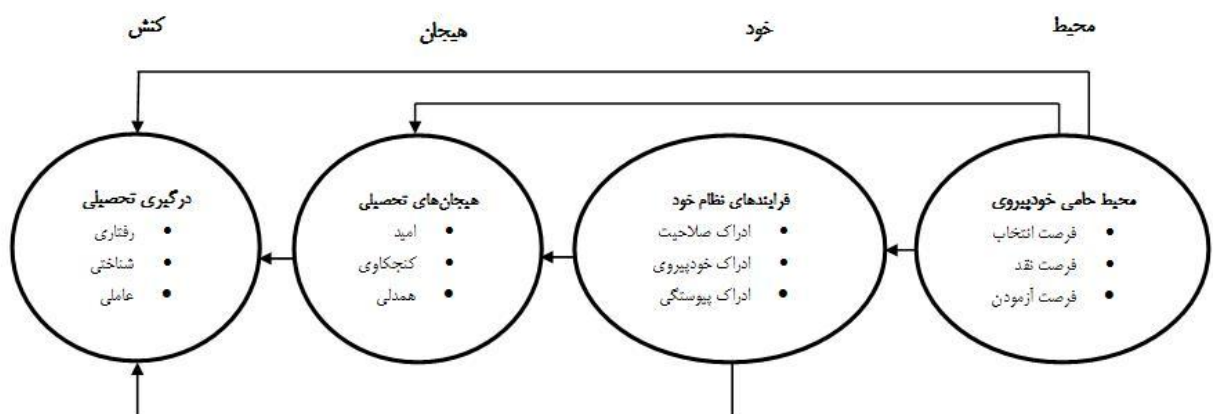 محیط
خود
هیجان
کنش
محیط حامی خودپیروی
• فرصت انتخاب
• فرصت نقد
• فرصت آزمودن
فرایندهای نظام خود
• ادراک صلاحیت
• ادراک خودپیروی
• ادراک پیوستگی
هیجان‌های تحصیلی
• امید
• کنجکاوی
• همدلی
درگیری تحصیلی
• رفتاری
• شناختی
• عاملی